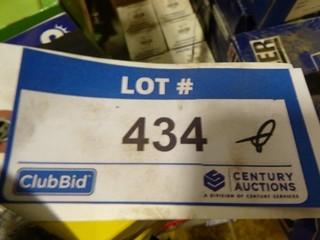 LOT #
434
ClubBid
CENTURY
AUCTIONS
A DIVISION OF CENTURY SERVICES